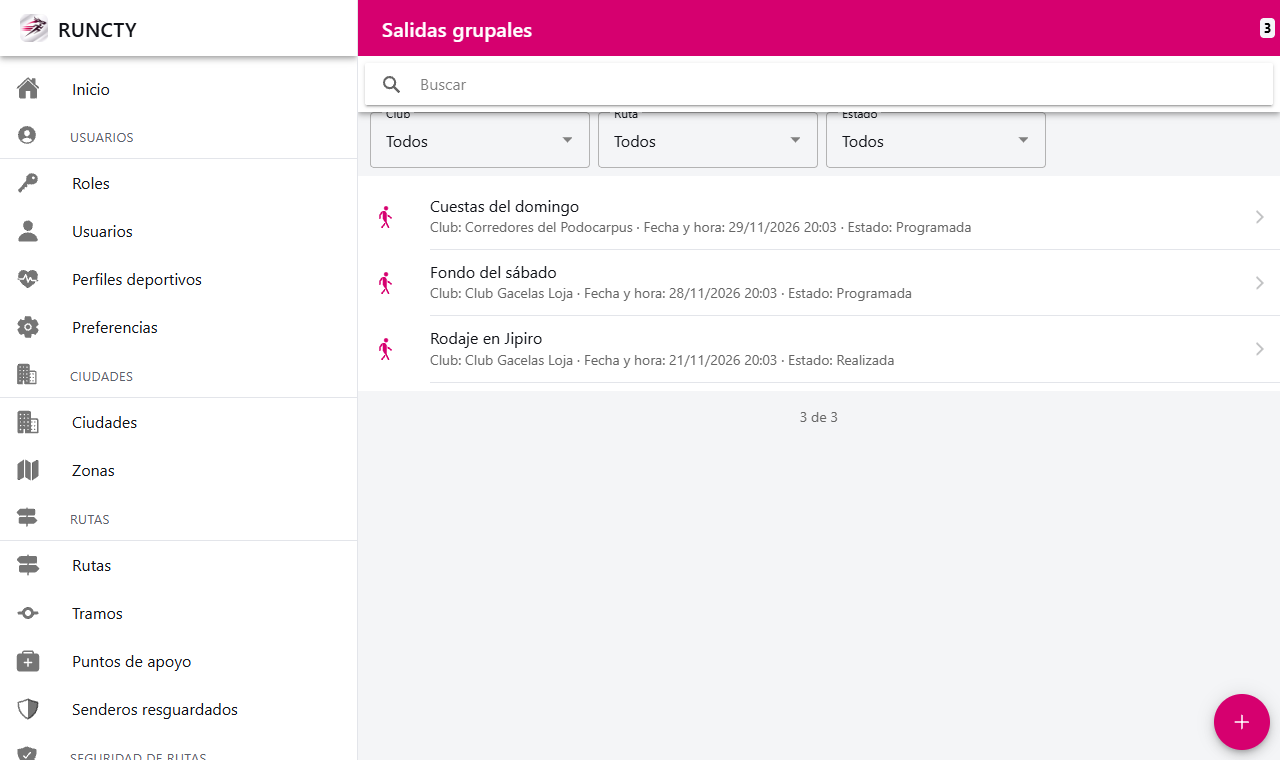 RUNCTY
Inicio
USUARIOS
Roles
Usuarios
Perfiles deportivos
Preferencias
CIUDADES
Ciudades
Zonas
RUTAS
Rutas
Tramos
Puntos de apoyo
Senderos resguardados
SEGURIDAD DE RUTAS
Salidas grupales
3
Buscar
Club
Todos
Ruta
Todos
Estado
Todos
Cuestas del domingo
Club: Corredores del Podocarpus · Fecha y hora: 29/11/2026 20:03 · Estado: Programada
Fondo del sábado
Club: Club Gacelas Loja · Fecha y hora: 28/11/2026 20:03 · Estado: Programada
Rodaje en Jipiro
Club: Club Gacelas Loja · Fecha y hora: 21/11/2026 20:03 · Estado: Realizada
3 de 3